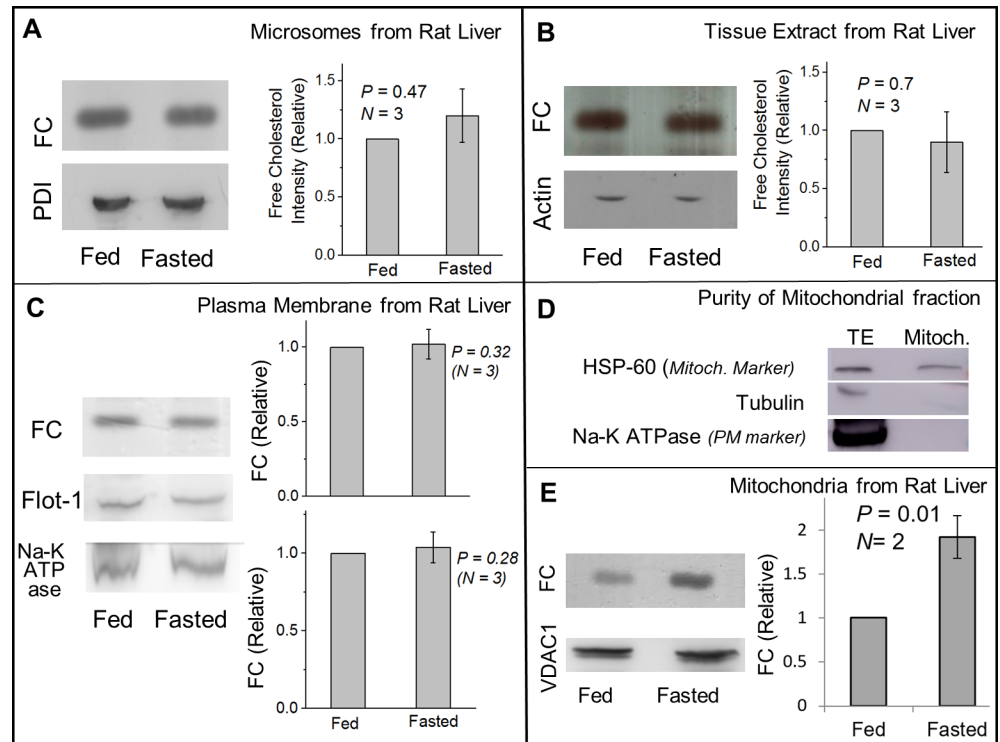 A
Microsomes from Rat Liver
FC
PDI
Fed Fasted
Free Cholesterol
Intensity (Relative)
1.5
1.0
0.5
0.0
P = 0.47
N = 3
Fed Fasted
B
Tissue Extract from Rat Liver
FC
Actin
Fed Fasted
Free Cholesterol
Intensity (Relative)
1.5
1.0
0.5
0.0
P = 0.7
N = 3
Fed Fasted
C
Plasma Membrane from Rat Liver
FC
Flot-1
Na-K
ATP
ase
Fed Fasted
FC (Relative)
1.0
0.5
0.0
P = 0.32
(N = 3)
FC (Relative)
1.0
0.5
0.0
P = 0.28
(N = 3)
Fed Fasted
D
Purity of Mitochondrial fraction
TE Mitoch.
HSP-60 (Mitoch. Marker)
Tubulin
Na-K ATPase (PM marker)
E
Mitochondria from Rat Liver
FC
VDAC1
Fed Fasted
FC (Relative)
2
1.5
1
0.5
0
P = 0.01
N= 2
Fed Fasted